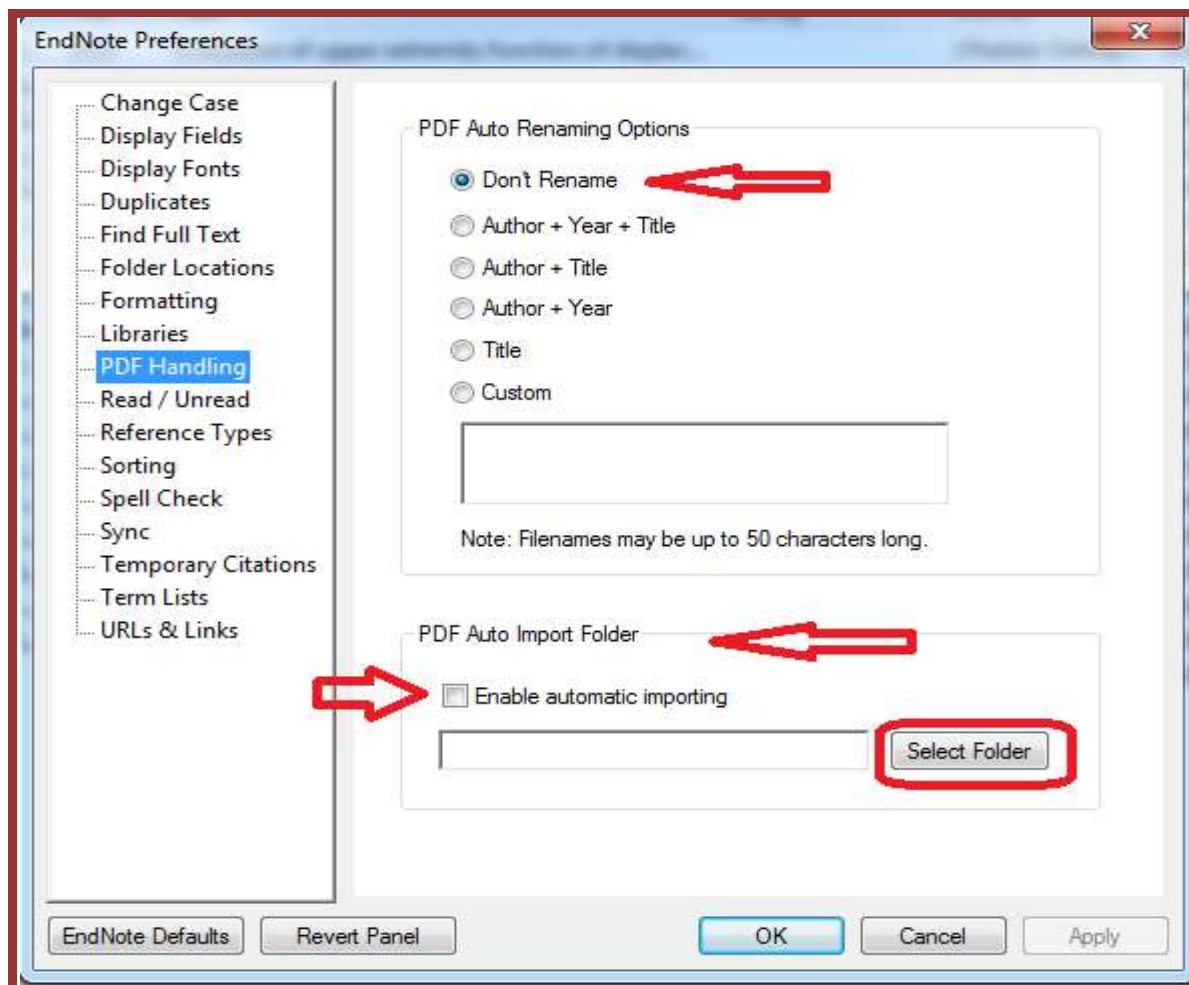 EndNote Preferences
Change Case
Display Fields
Display Fonts
Duplicates
Find Full Text
Folder Locations
Formatting
Libraries
PDF Handling
Read / Unread
Reference Types
Sorting
Spell Check
Sync
Temporary Citations
Term Lists
URLs & Links
PDF Auto Renaming Options
Don't Rename
Author + Year + Title
Author + Title
Author + Year
Title
Custom
Note: Filenames may be up to 50 characters long.
PDF Auto Import Folder
Enable automatic importing
Select Folder
EndNote Defaults
Revert Panel
OK
Cancel
Apply